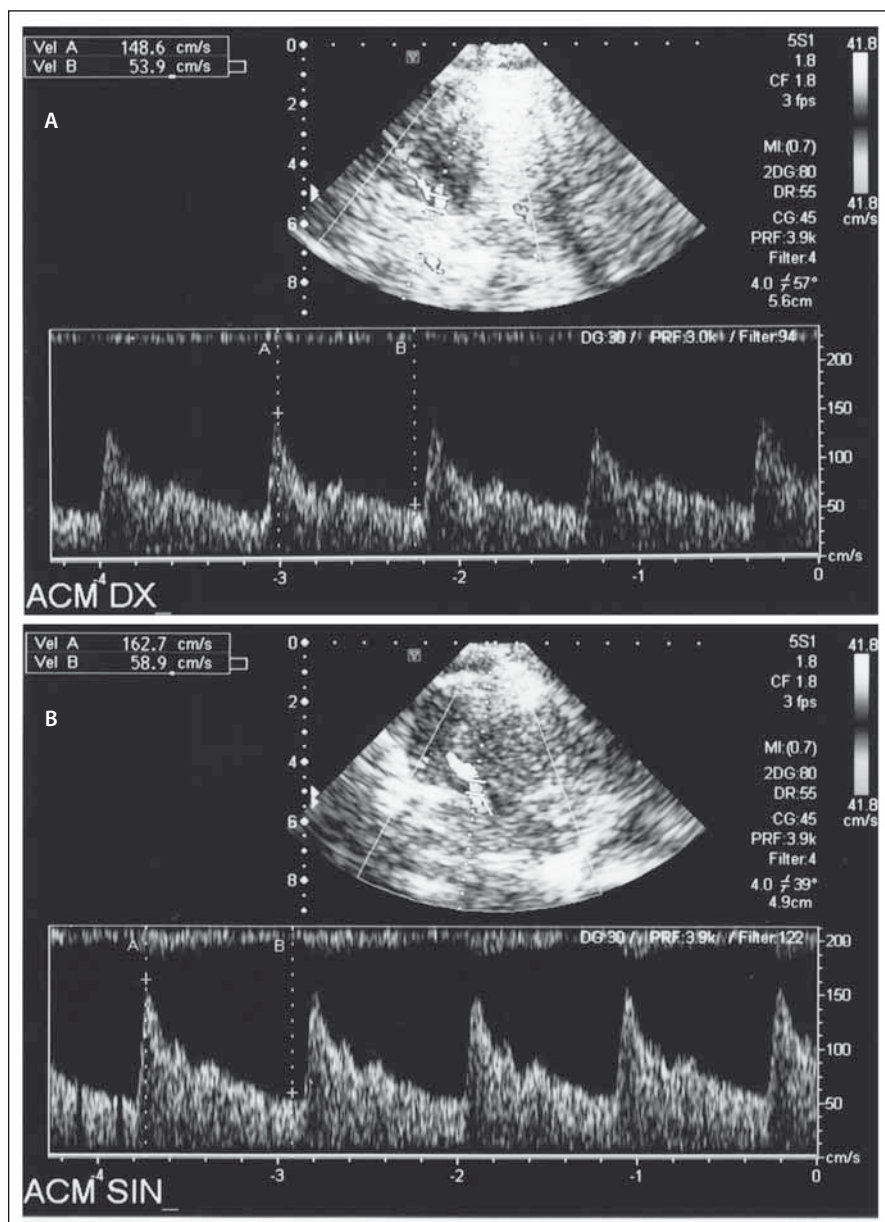 Vel A 148.6 cm/s
Vel B 53.9 cm/s
A
0
2
4
6
8
5S1
1.8
CF 1.8
3 fps
MI:(0.7)
2DG:80
DR:55
CG:45
PRF:3.9k
Filter:4
4.0 57°
5.6cm
41.8
41.8
cm/s
A
B
DG:30 / PRF:3.0k / Filter:94
200
150
100
50
cm/s
-4 -3 -2 -1 0
ACM DX_
Vel A 162.7 cm/s
Vel B 58.9 cm/s
B
0
2
4
6
8
5S1
1.8
CF 1.8
3 fps
MI:(0.7)
2DG:80
DR:55
CG:45
PRF:3.9k
Filter:4
4.0 39°
4.9cm
41.8
41.8
cm/s
A
B
DG:30 / PRF:3.9k / Filter:122
200
150
100
50
cm/s
-4 -3 -2 -1 0
ACM SIN_